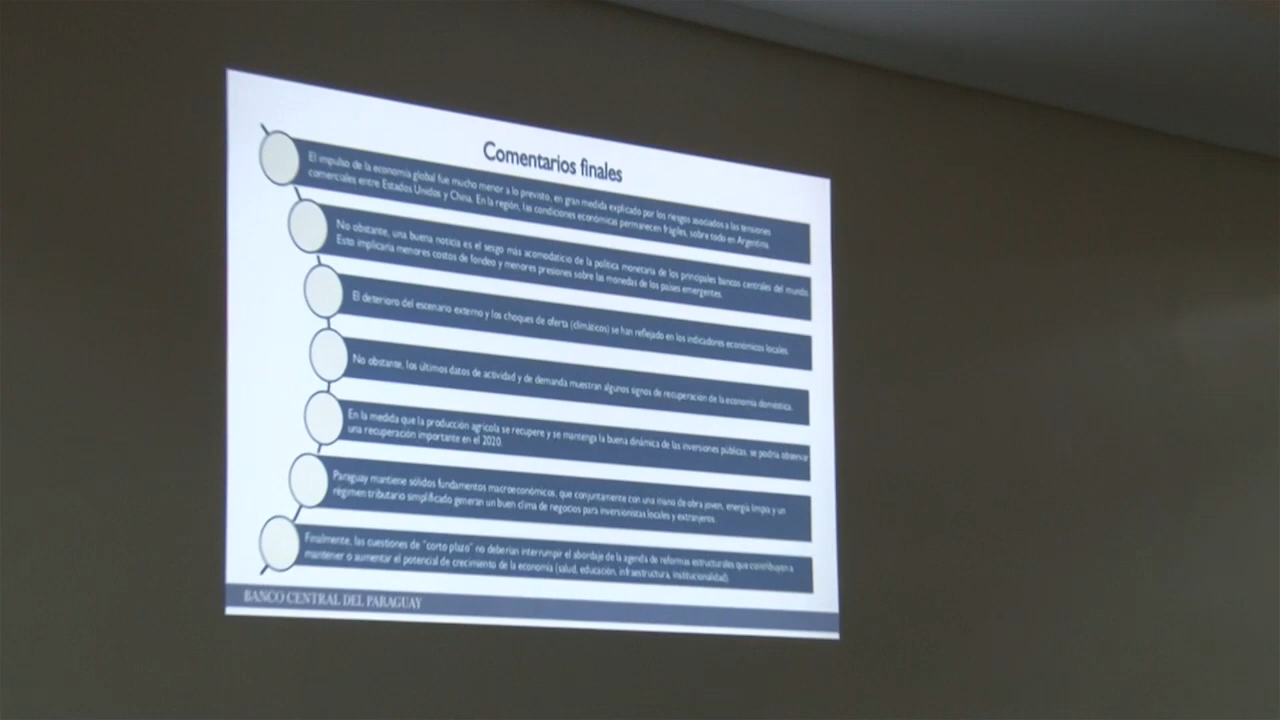 Comentarios finales
El impulso de la economía global fue mucho menor a lo previsto, en gran medida explicado por los riesgos asociados a las tensiones
comerciales entre Estados Unidos y China. En la región, las condiciones económicas permanecen frágiles, sobre todo en Argentina.
No obstante, una buena noticia es el sesgo más acomodaticio de la política monetaria de los principales bancos centrales del mundo.
Esto implicaría menores costos de fondeo y menores presiones sobre las monedas de los países emergentes.
El deterioro del escenario externo y los choques de oferta (climáticos) se han reflejado en los indicadores económicos locales.
No obstante, los últimos datos de actividad y de demanda muestran algunos signos de recuperación de la economía doméstica.
En la medida que la producción agrícola se recupere y se mantenga la buena dinámica de las inversiones públicas, se podría observar
una recuperación importante en el 2020.
Paraguay mantiene sólidos fundamentos macroeconómicos, que conjuntamente con una mano de obra joven, energía limpia y un
régimen tributario simplificado generan un buen clima de negocios para inversionistas locales y extranjeros.
Finalmente, las cuestiones de "corto plazo" no deberían interrumpir el abordaje de la agenda de reformas estructurales que contribuyen a
mantener o aumentar el potencial de crecimiento de la economía (salud, educación, infraestructura, institucionalidad).
BANCO CENTRAL DEL PARAGUAY